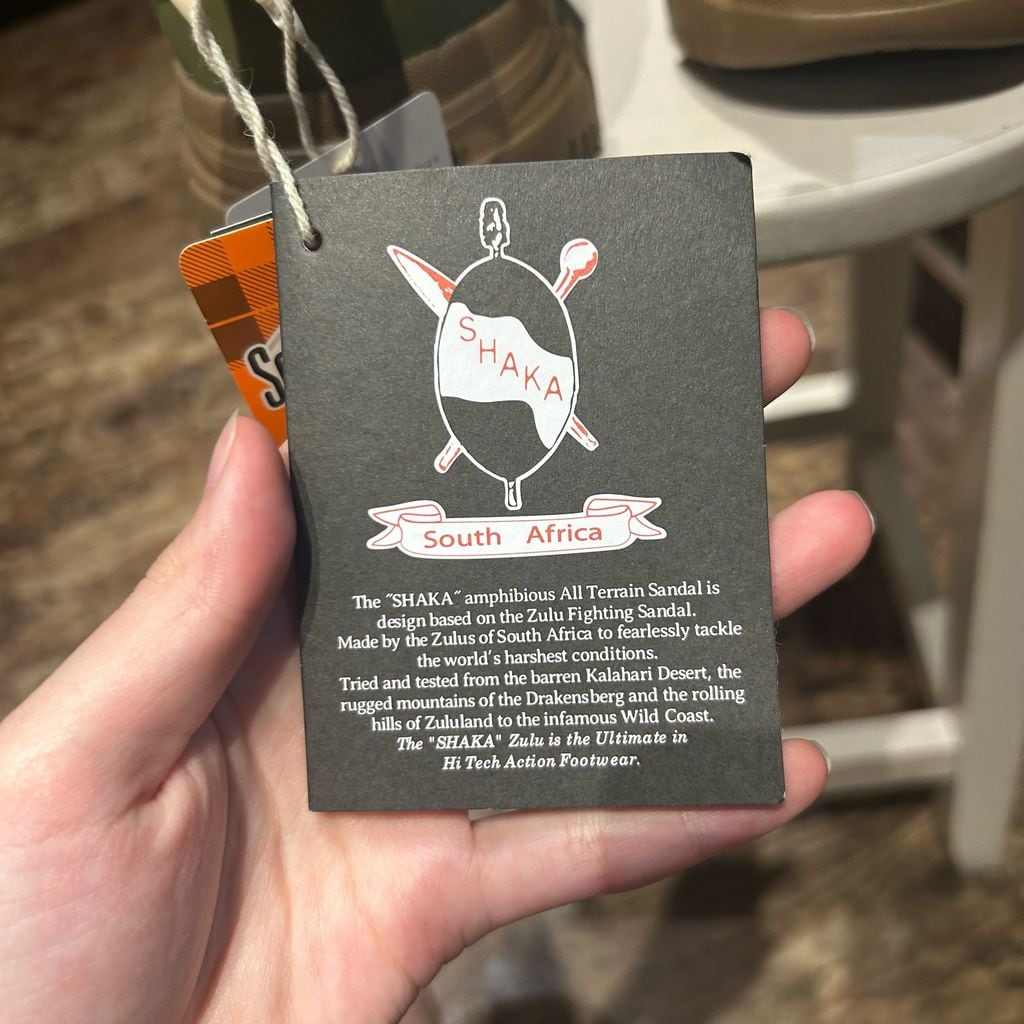 SHAKA
South Africa
The ˝SHAKA˝ amphibious All Terrain Sandal is
design based on the Zulu Fighting Sandal.
Made by the Zulus of South Africa to fearlessly tackle
the world's harshest conditions.
Tried and tested from the barren Kalahari Desert, the
rugged mountains of the Drakensberg and the rolling
hills of Zululand to the infamous Wild Coast.
The "SHAKA" Zulu is the Ultimate in
Hi Tech Action Footwear.